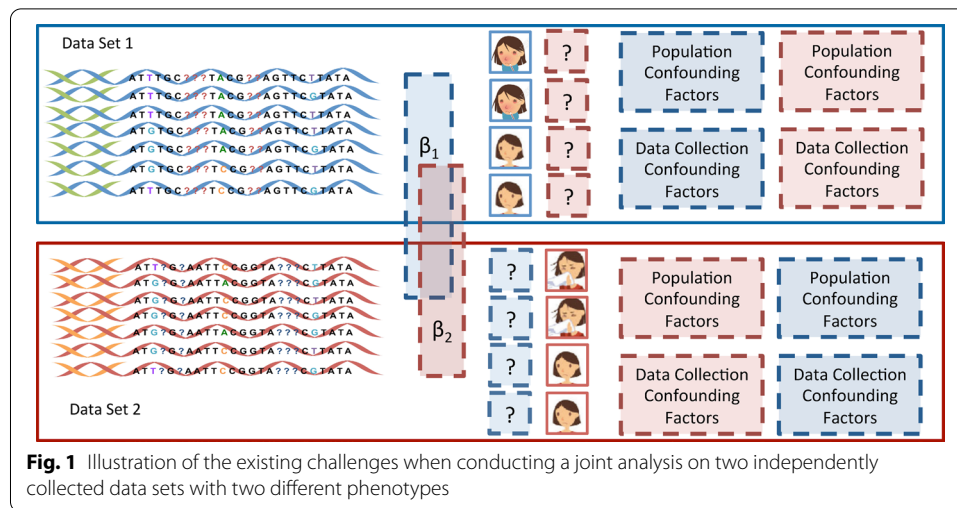 Data Set 1
ATTTGC???TACG??AGTTCTTATA
ATTTGC???TACG??AGTTCGTATA
ATTTGC???TACG??AGTTCTTATA
ATGTGC???TACG??AGTTCTTATA
ATGTGC???TACG??AGTTCGTATA
ATGTGC???TCCG??AGTTCTTATA
ATTTGC???TCCG??AGTTCGTATA
β1
?
?
?
?
Population
Confounding
Factors
Population
Confounding
Factors
Data Collection
Confounding
Factors
Data Collection
Confounding
Factors
ATT?G?AATTCCGGTA???CTTATA
ATG?G?AATTACGGTA???CGTATA
ATG?G?AATTCCGGTA???CTTATA
ATG?G?AATTCCGGTA???CGTATA
ATG?G?AATTACGGTA???CGTATA
ATG?G?AATTCCGGTA???CTTATA
ATT?G?AATTCCGGTA???CGTATA
Data Set 2
β2
?
?
?
?
Population
Confounding
Factors
Population
Confounding
Factors
Data Collection
Confounding
Factors
Data Collection
Confounding
Factors
Fig. 1 Illustration of the existing challenges when conducting a joint analysis on two independently
collected data sets with two different phenotypes